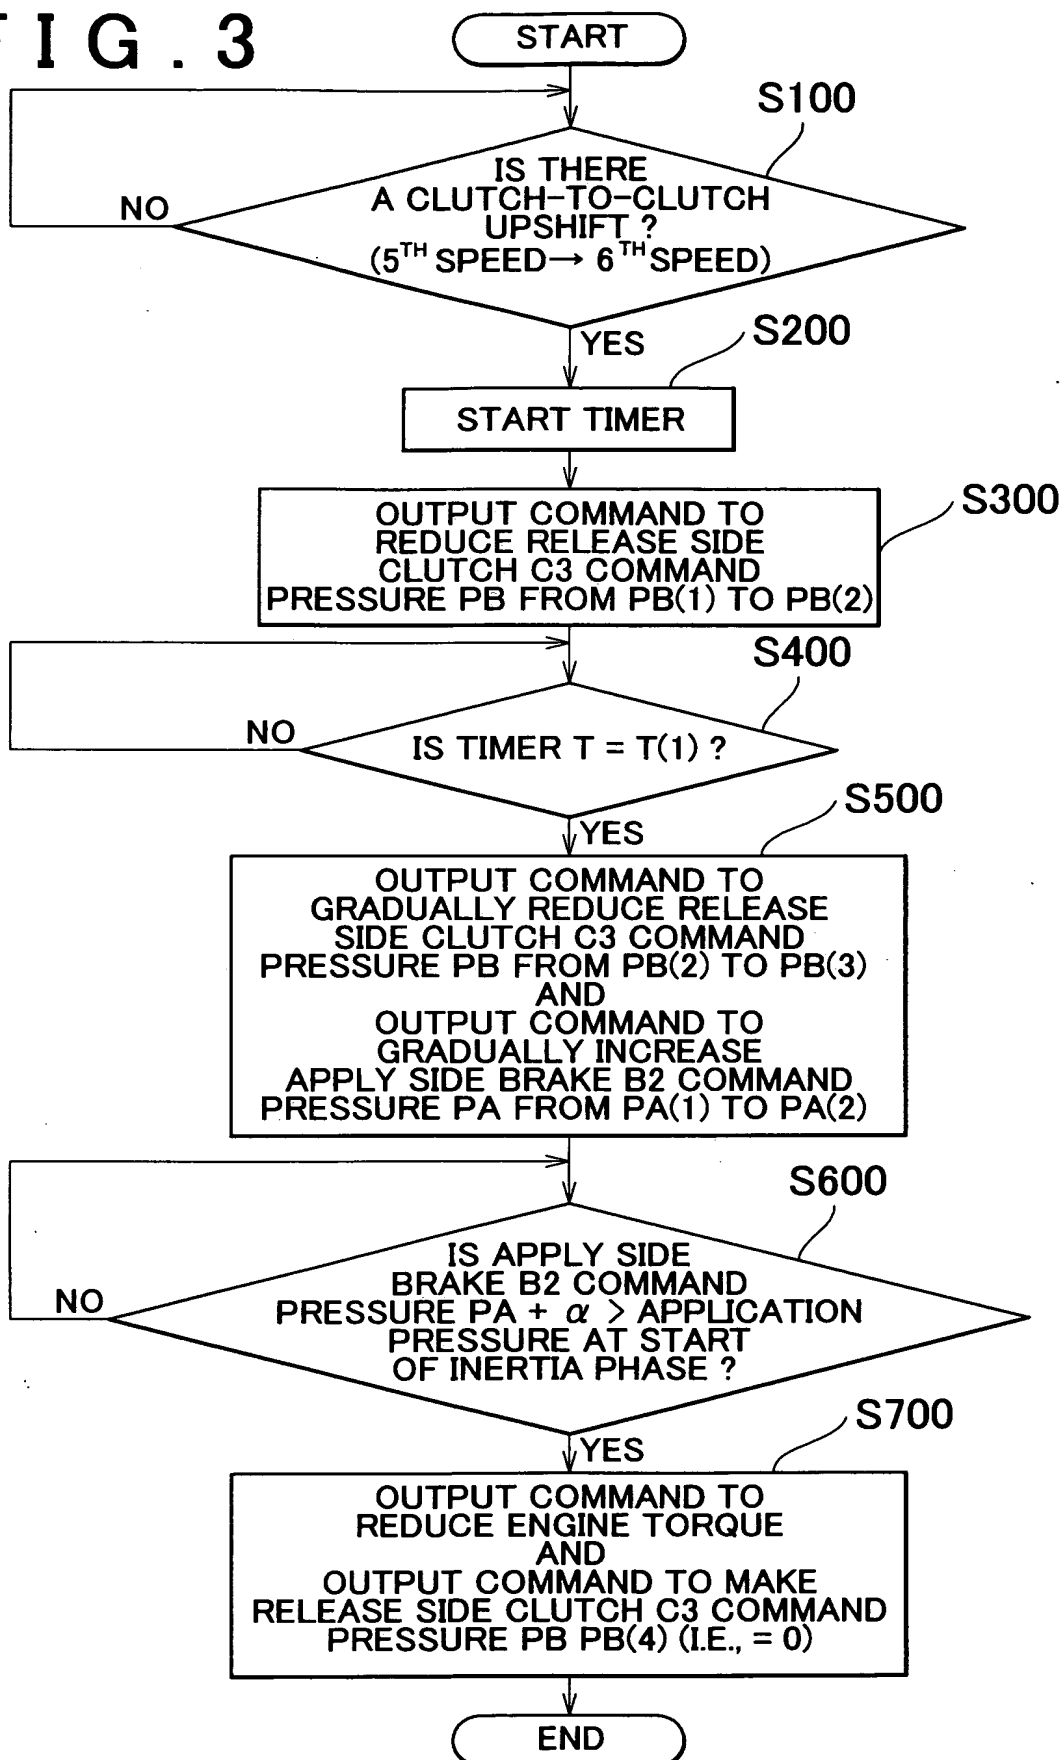 FIG.3
START
S100
IS THERE
A CLUTCH-TO-CLUTCH
UPSHIFT ?
(5TH SPEED→ 6TH SPEED)
NO
YES
S200
START TIMER
S300
OUTPUT COMMAND TO
REDUCE RELEASE SIDE
CLUTCH C3 COMMAND
PRESSURE PB FROM PB(1) TO PB(2)
S400
NO
IS TIMER T = T(1) ?
YES
S500
OUTPUT COMMAND TO
GRADUALLY REDUCE RELEASE
SIDE CLUTCH C3 COMMAND
PRESSURE PB FROM PB(2) TO PB(3)
AND
OUTPUT COMMAND TO
GRADUALLY INCREASE
APPLY SIDE BRAKE B2 COMMAND
PRESSURE PA FROM PA(1) TO PA(2)
S600
IS APPLY SIDE
BRAKE B2 COMMAND
PRESSURE PA + α > APPLICATION
PRESSURE AT START
OF INERTIA PHASE ?
NO
YES
S700
OUTPUT COMMAND TO
REDUCE ENGINE TORQUE
AND
OUTPUT COMMAND TO MAKE
RELEASE SIDE CLUTCH C3 COMMAND
PRESSURE PB PB(4) (I.E., = 0)
END